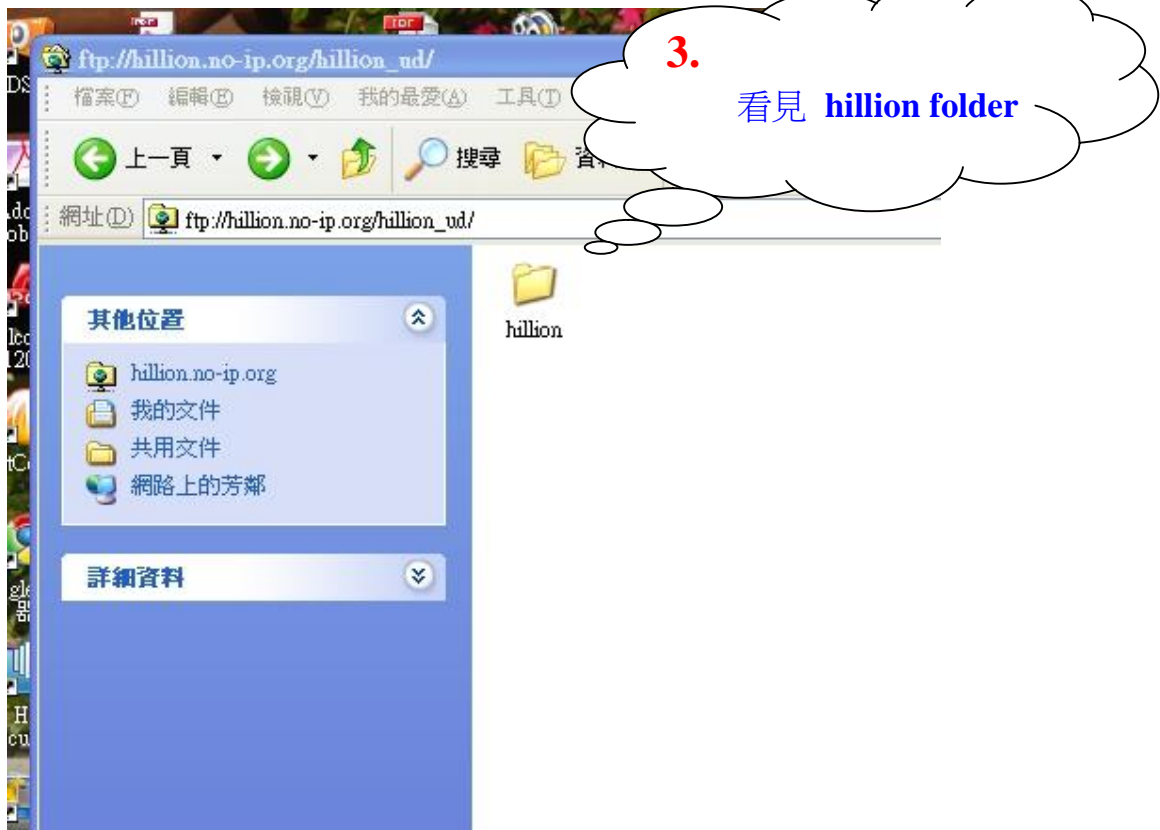 3.
看見 hillion folder
ftp://hillion.no-ip.org/hillion_ud/
檔案(F) 編輯(E) 檢視(V) 我的最愛(A) 工具(T)
上一頁 搜尋
網址(D) ftp://hillion.no-ip.org/hillion_ud/
其他位置
hillion.no-ip.org
我的文件
共用文件
網路上的芳鄰
詳細資料
hillion